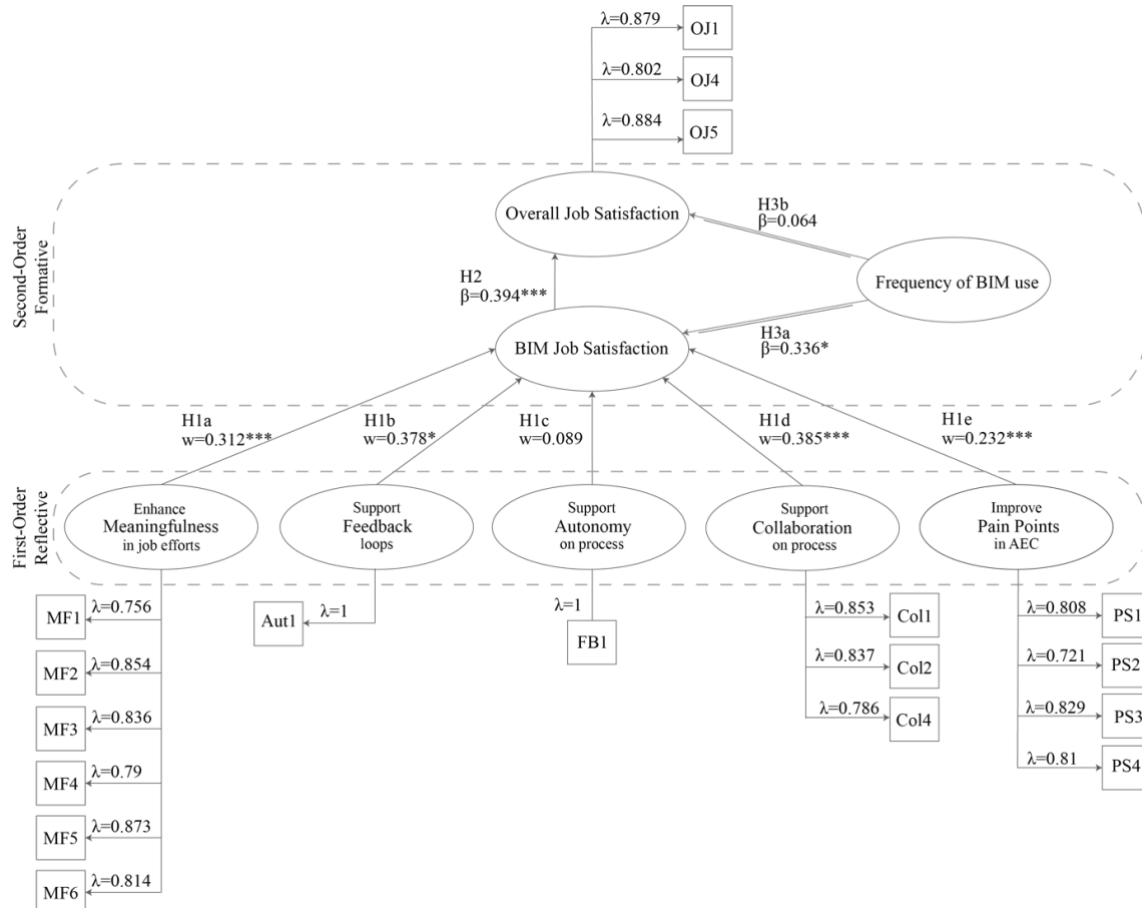 λ=0.879
OJ1
λ=0.802
OJ4
λ=0.884
OJ5
Second-Order
Formative
Overall Job Satisfaction
H3b
β=0.064
Frequency of BIM use
H2
β=0.394***
H3a
β=0.336*
BIM Job Satisfaction
H1a
w=0.312***
H1b
w=0.378*
H1c
w=0.089
H1d
w=0.385***
H1e
w=0.232***
First-Order
Reflective
Enhance
Meaningfulness
in job efforts
Support
Feedback
loops
Support
Autonomy
on process
Support
Collaboration
on process
Improve
Pain Points
in AEC
MF1
λ=0.756
MF2
λ=0.854
MF3
λ=0.836
MF4
λ=0.79
MF5
λ=0.873
MF6
λ=0.814
Aut1
λ=1
λ=1
FB1
λ=0.853
Col1
λ=0.837
Col2
λ=0.786
Col4
λ=0.808
PS1
λ=0.721
PS2
λ=0.829
PS3
λ=0.81
PS4